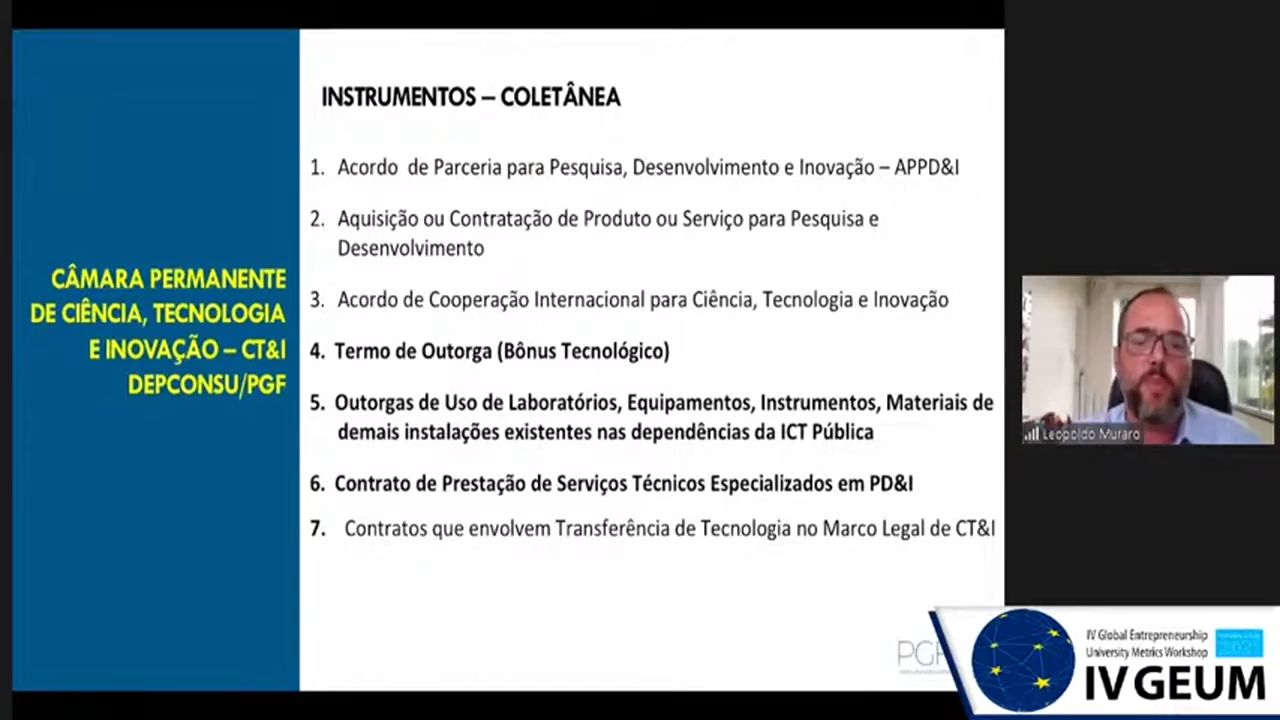 INSTRUMENTOS – COLETÂNEA
1. Acordo de Parceria para Pesquisa, Desenvolvimento e Inovação – APPD&I
2. Aquisição ou Contratação de Produto ou Serviço para Pesquisa e
Desenvolvimento
3. Acordo de Cooperação Internacional para Ciência, Tecnologia e Inovação
4. Termo de Outorga (Bônus Tecnológico)
5. Outorgas de Uso de Laboratórios, Equipamentos, Instrumentos, Materiais de
demais instalações existentes nas dependências da ICT Pública
6. Contrato de Prestação de Serviços Técnicos Especializados em PD&I
7. Contratos que envolvem Transferência de Tecnologia no Marco Legal de CT&I
CÂMARA PERMANENTE
DE CIÊNCIA, TECNOLOGIA
E INOVAÇÃO – CT&I
DEPCONSU/PGF
Leopoldo Muraro
PGF
IV Global Entrepreneurship
University Metrics Workshop
IV GEUM